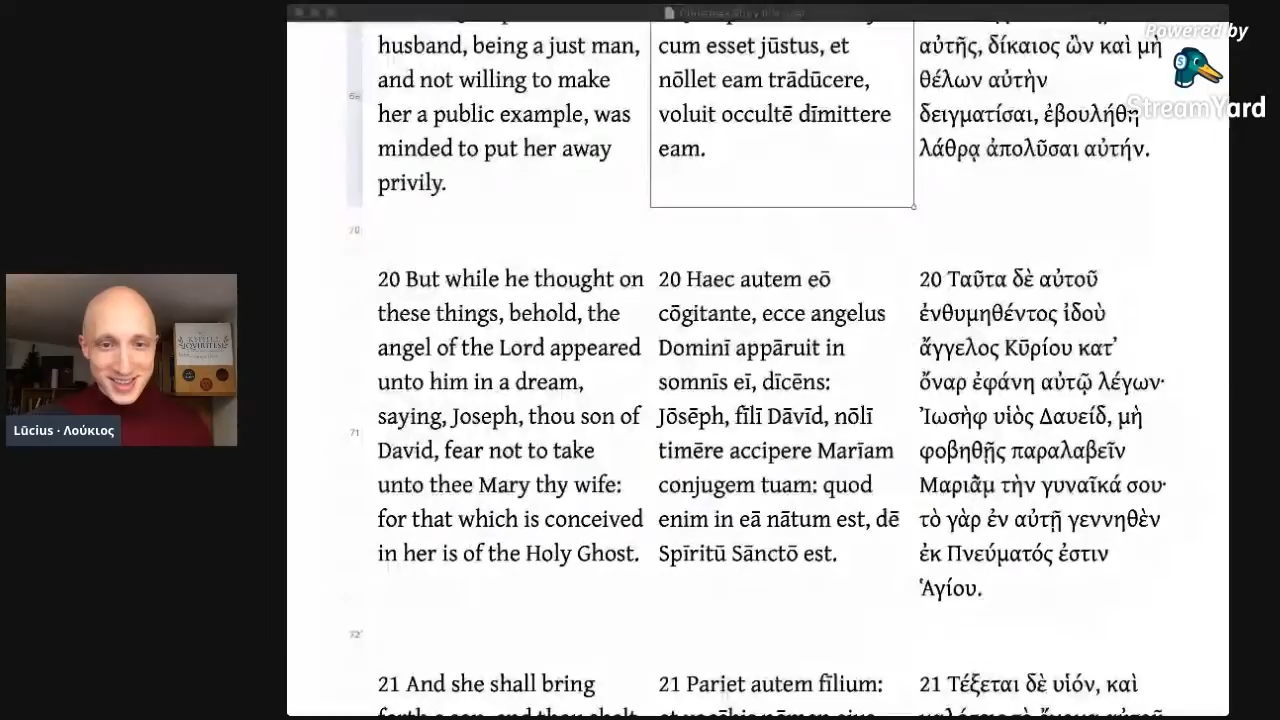 husband, being a just man,
and not willing to make
her a public example, was
minded to put her away
privily.
cum esset jūstus, et
nōllet eam trādūcere,
voluit occultē dīmittere
eam.
αὐτῆς, δίκαιος ὢν καὶ μὴ
θέλων αὐτὴν
δειγματίσαι, ἐβουλήθη
λάθρᾳ ἀπολῦσαι αὐτήν.
70
20 But while he thought on
these things, behold, the
angel of the Lord appeared
unto him in a dream,
saying, Joseph, thou son of
David, fear not to take
unto thee Mary thy wife:
for that which is conceived
in her is of the Holy Ghost.
20 Haec autem eō
cōgitante, ecce angelus
Dominī appāruit in
somnīs eī, dīcēns:
Jōsēph, fīlī Dāvīd, nōlī
timēre accipere Marīam
conjugem tuam: quod
enim in eā nātum est, dē
Spīritū Sānctō est.
20 Ταῦτα δὲ αὐτοῦ
ἐνθυμηθέντος ἰδοὺ
ἄγγελος Κῡρίου κατ’
ὄναρ ἐφάνη αὐτῷ λέγων·
Ἰωσὴφ υἱὸς Δαυείδ, μὴ
φοβηθῇς παραλαβεῖν
Μαριὰ̄μ τὴν γυναῖκά σου·
τὸ γὰρ ἐν αὐτῇ γεννηθὲν
ἐκ Πνεύματός ἐστιν
Ἁγίου.
71
72
21 And she shall bring
21 Pariet autem fīlium:
21 Τέξεται δὲ υἱόν, καὶ
Lūcius · Λούκιος
Powered by
StreamYard